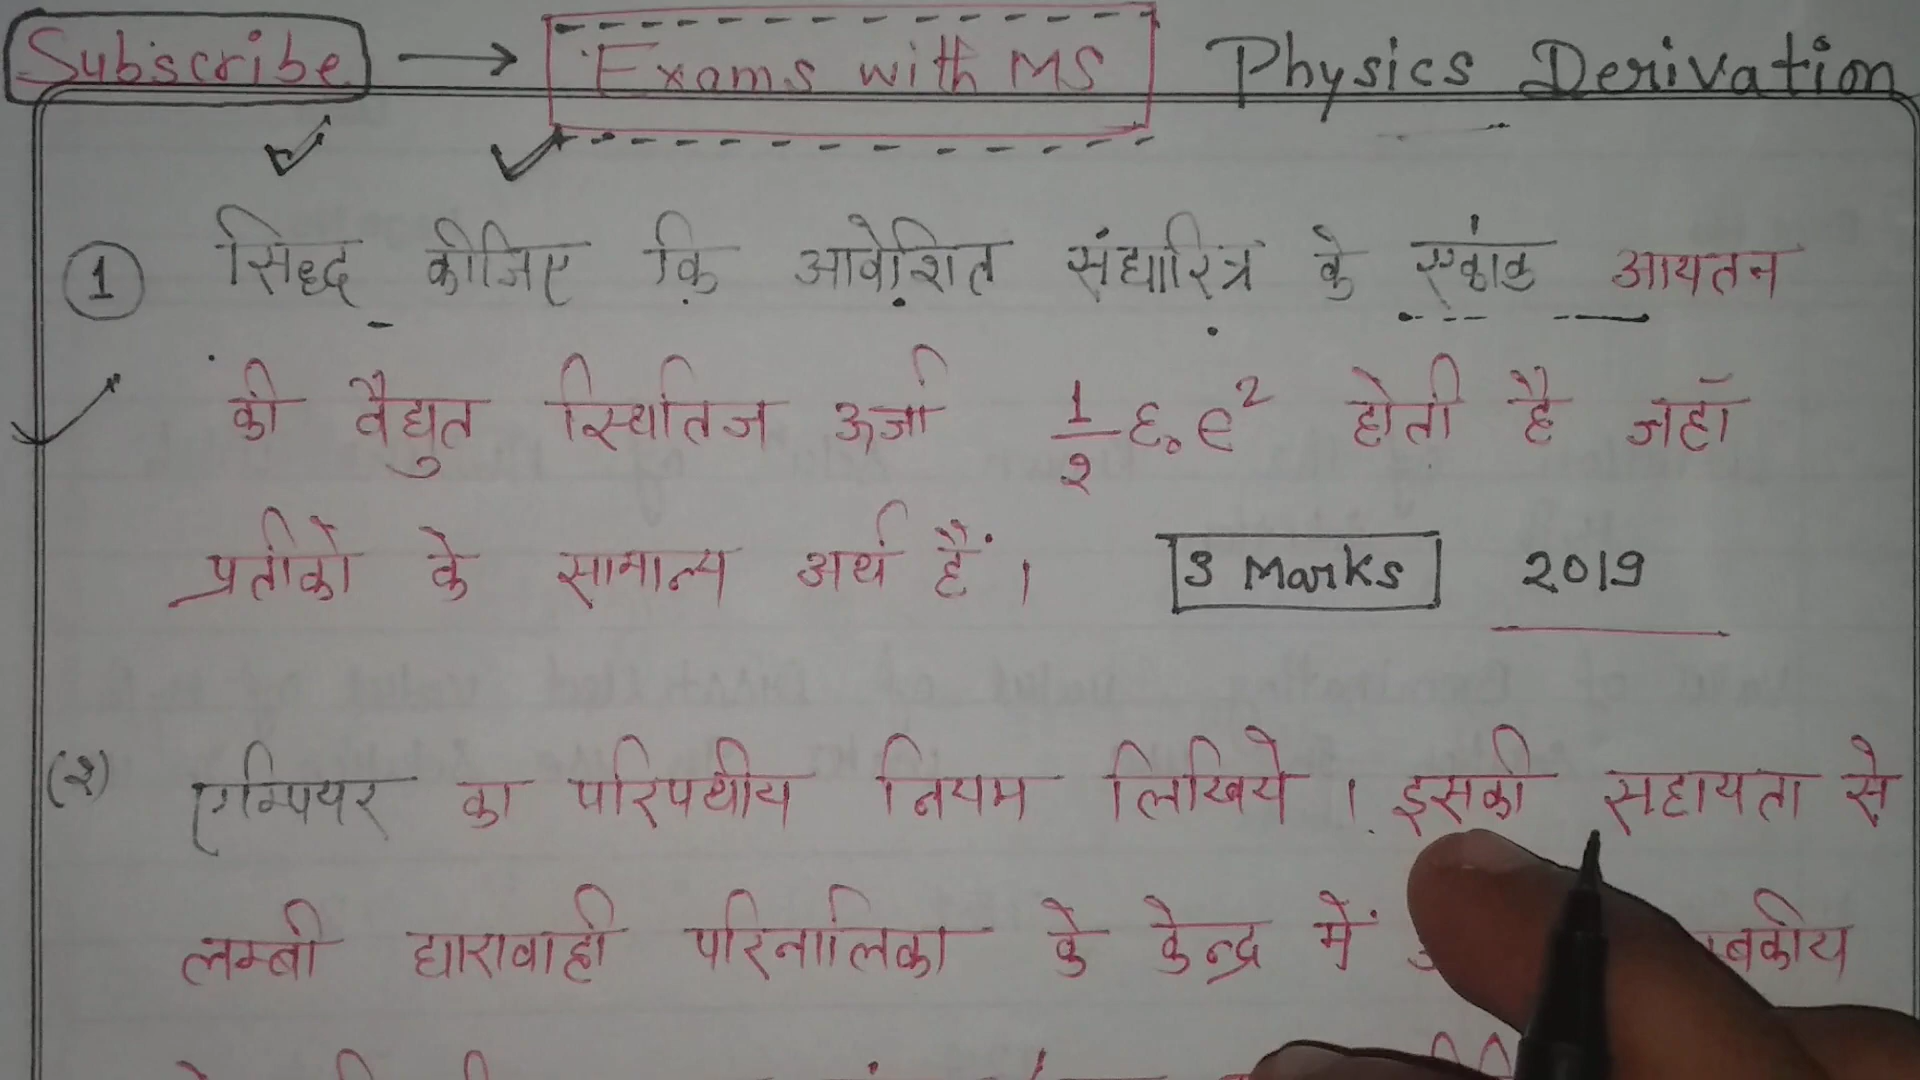 Subscribe → Exams with MS Physics Derivation
1 सिध्द कीजिए कि आवेशित संधारित्र के एकांक आयतन
की वैद्युत स्थितिज ऊर्जा 1/2 ε₀e² होती है जहाँ
प्रतीकों के सामान्य अर्थ हैं। 3 Marks 2019
(2) एम्पियर का परिपथीय नियम लिखिये। इसकी सहायता से
लम्बी धारावाही परिनालिका के केन्द्र में